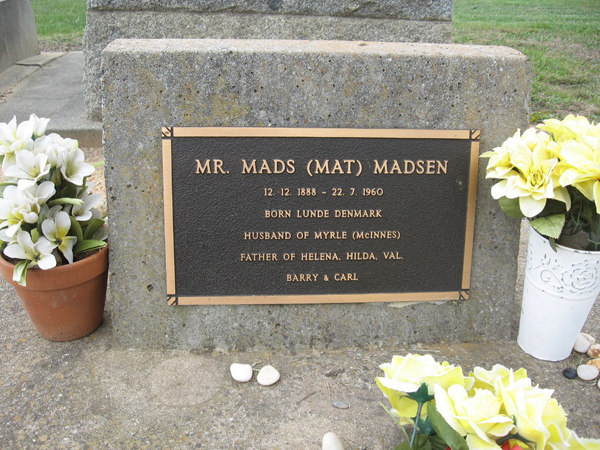 MR. MADS (MAT) MADSEN
12. 12. 1888 - 22. 7. 1960
BORN LUNDE DENMARK
HUSBAND OF MYRLE (McINNES)
FATHER OF HELENA, HILDA, VAL.
BARRY & CARL